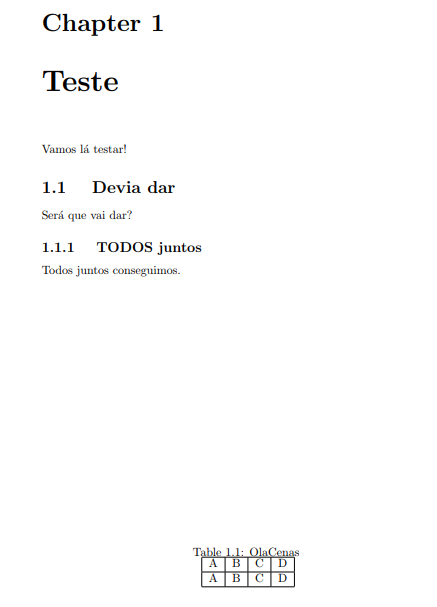 Chapter 1
Teste
Vamos lá testar!
1.1 Devia dar
Será que vai dar?
1.1.1 TODOS juntos
Todos juntos conseguimos.
Table 1.1: OlaCenas
A B C D
A B C D